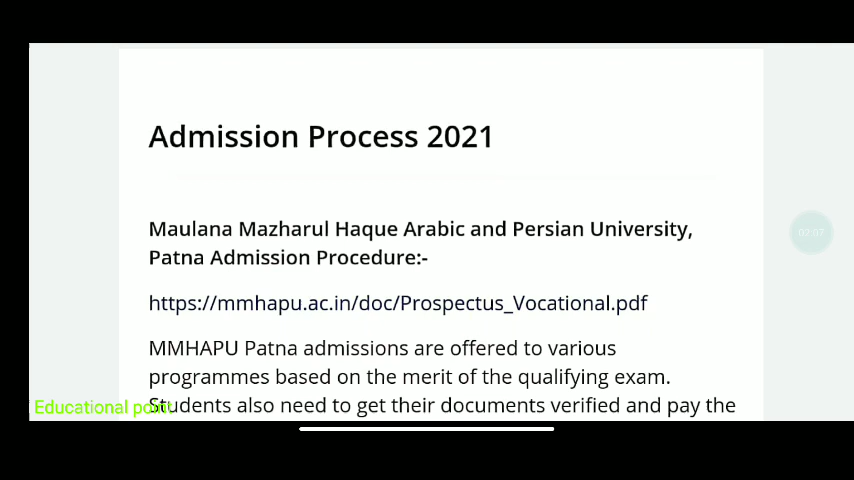 Admission Process 2021
Maulana Mazharul Haque Arabic and Persian University,
Patna Admission Procedure:-
https://mmhapu.ac.in/doc/Prospectus_Vocational.pdf
MMHAPU Patna admissions are offered to various
programmes based on the merit of the qualifying exam.
Students also need to get their documents verified and pay the
Educational point
02:57